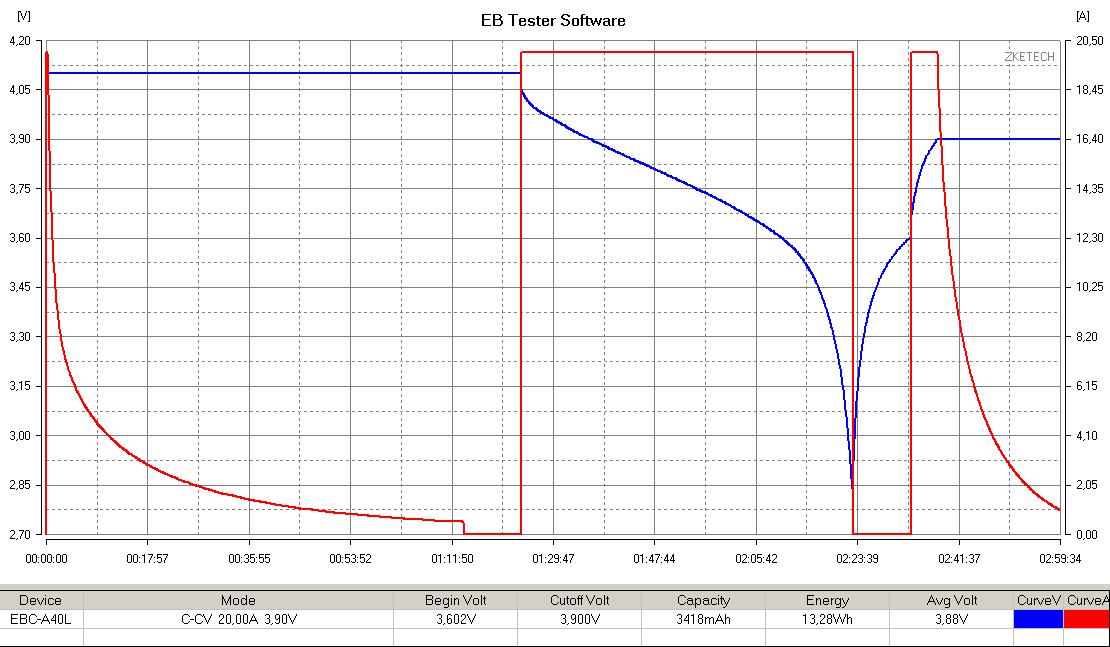 EB Tester Software
[V] [A]
4,20 20,50
ZKETECH
4,05 18,45
3,90 16,40
3,75 14,35
3,60 12,30
3,45 10,25
3,30 8,20
3,15 6,15
3,00 4,10
2,85 2,05
2,70 0,00
00:00:00 00:17:57 00:35:55 00:53:52 01:11:50 01:29:47 01:47:44 02:05:42 02:23:39 02:41:37 02:59:34
Device Mode Begin Volt Cutoff Volt Capacity Energy Avg Volt CurveV CurveA
EBC-A40L C-CV 20,00A 3,90V 3,602V 3,900V 3418mAh 13,28Wh 3,88V